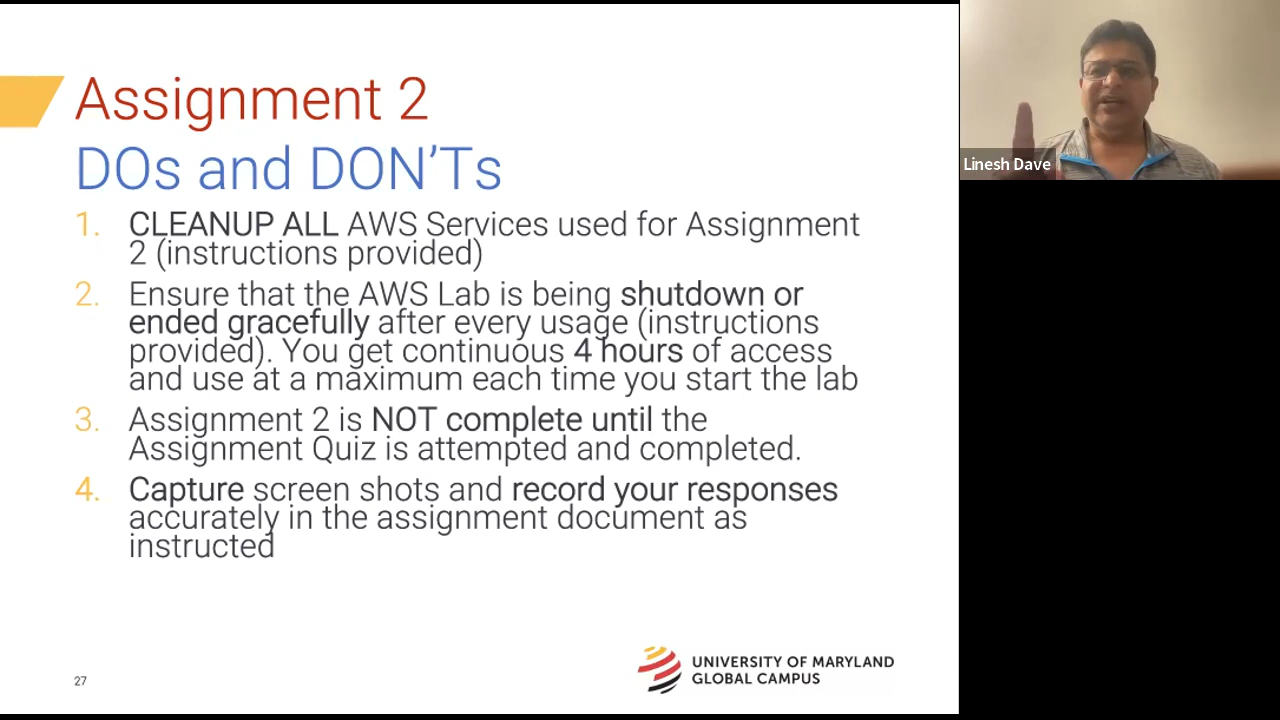 Assignment 2
DOs and DON'Ts
1. CLEANUP ALL AWS Services used for Assignment
2 (instructions provided)
2. Ensure that the AWS Lab is being shutdown or
ended gracefully after every usage (instructions
provided). You get continuous 4 hours of access
and use at a maximum each time you start the lab
3. Assignment 2 is NOT complete until the
Assignment Quiz is attempted and completed.
4. Capture screen shots and record your responses
accurately in the assignment document as
instructed
27
UNIVERSITY OF MARYLAND
GLOBAL CAMPUS
Linesh Dave